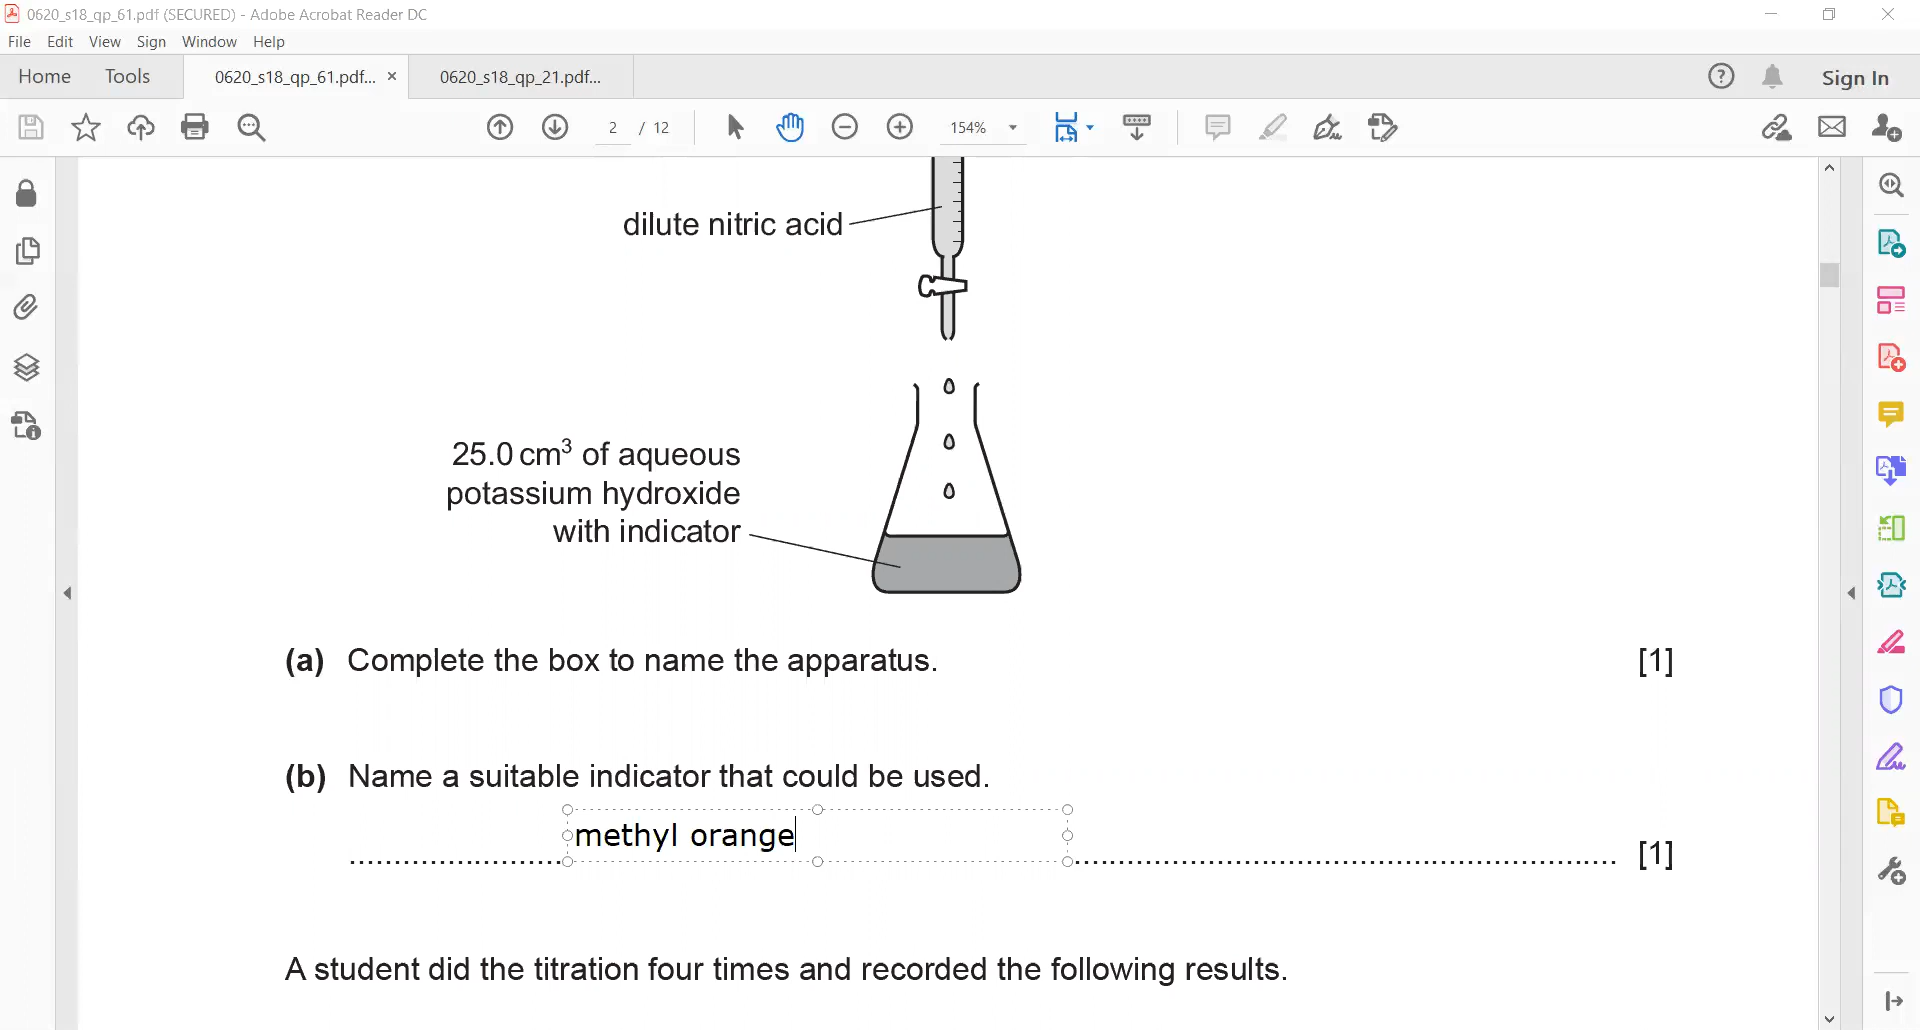 0620_s18_qp_61.pdf (SECURED) - Adobe Acrobat Reader DC
File Edit View Sign Window Help
Home Tools 0620_s18_qp_61.pdf... × 0620_s18_qp_21.pdf... Sign In
2 / 12 154%
dilute nitric acid
25.0 cm³ of aqueous
potassium hydroxide
with indicator
(a) Complete the box to name the apparatus. [1]
(b) Name a suitable indicator that could be used.
methyl orange
[1]
A student did the titration four times and recorded the following results.